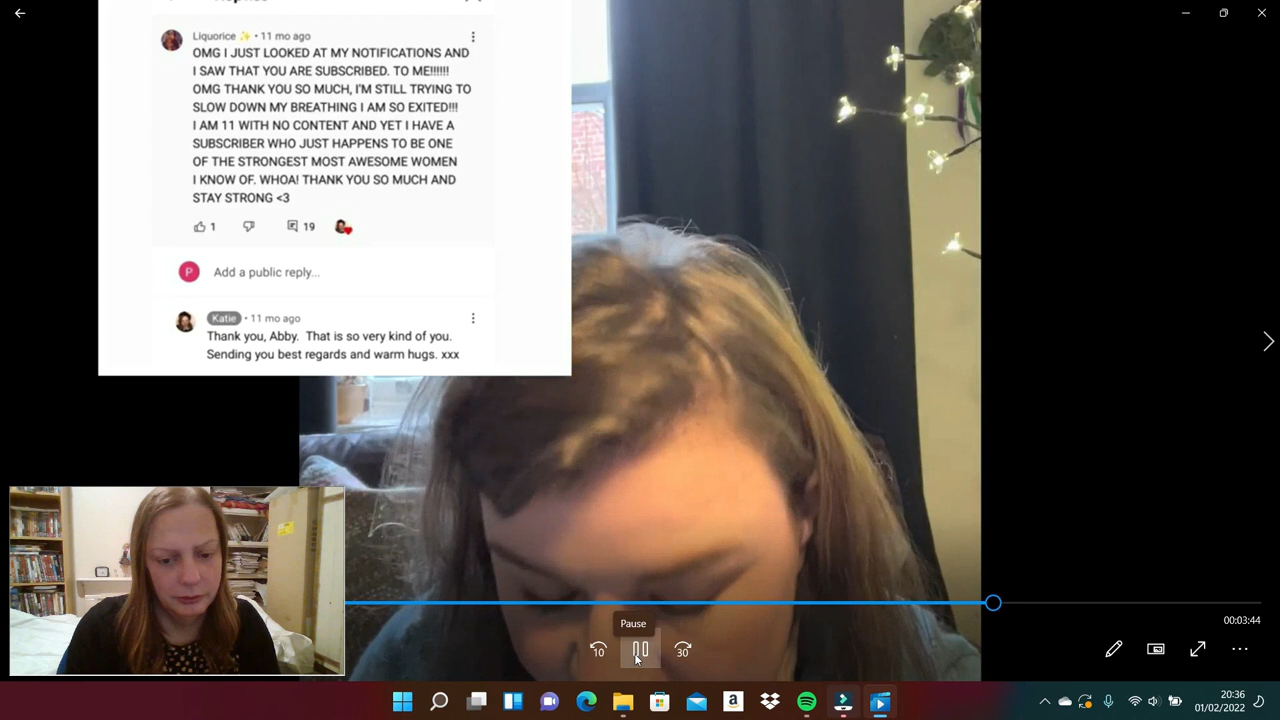 Liquorice ✨ • 11 mo ago
OMG I JUST LOOKED AT MY NOTIFICATIONS AND
I SAW THAT YOU ARE SUBSCRIBED. TO ME!!!!!!
OMG THANK YOU SO MUCH, I'M STILL TRYING TO
SLOW DOWN MY BREATHING I AM SO EXITED!!!
I AM 11 WITH NO CONTENT AND YET I HAVE A
SUBSCRIBER WHO JUST HAPPENS TO BE ONE
OF THE STRONGEST MOST AWESOME WOMEN
I KNOW OF. WHOA! THANK YOU SO MUCH AND
STAY STRONG <3
1
19
P
Add a public reply...
Katie • 11 mo ago
Thank you, Abby. That is so very kind of you.
Sending you best regards and warm hugs. xxx
Pause
10
30
00:03:44
a
20:36
01/02/2022